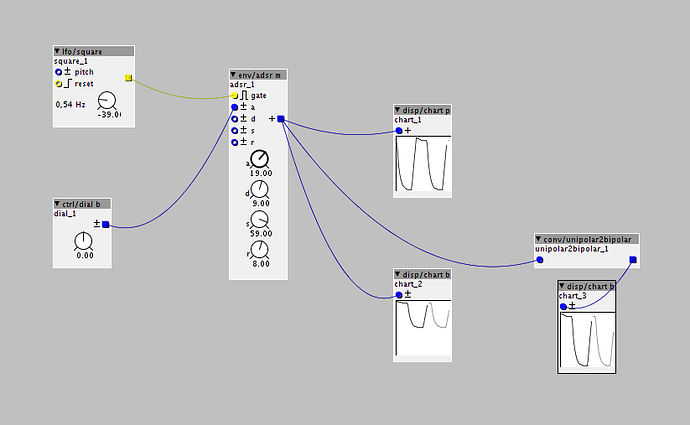 lfo/square
square_1
± pitch
reset
0,54 Hz
-39.00
env/adsr m
adsr_1
gate
± a
± d +
± s
± r
a
19.00
d
9.00
s
59.00
r
8.00
ctrl/dial b
dial_1
±
0.00
disp/chart p
chart_1
+
disp/chart b
chart_2
±
conv/unipolar2bipolar
unipolar2bipolar_1
disp/chart b
chart_3
±